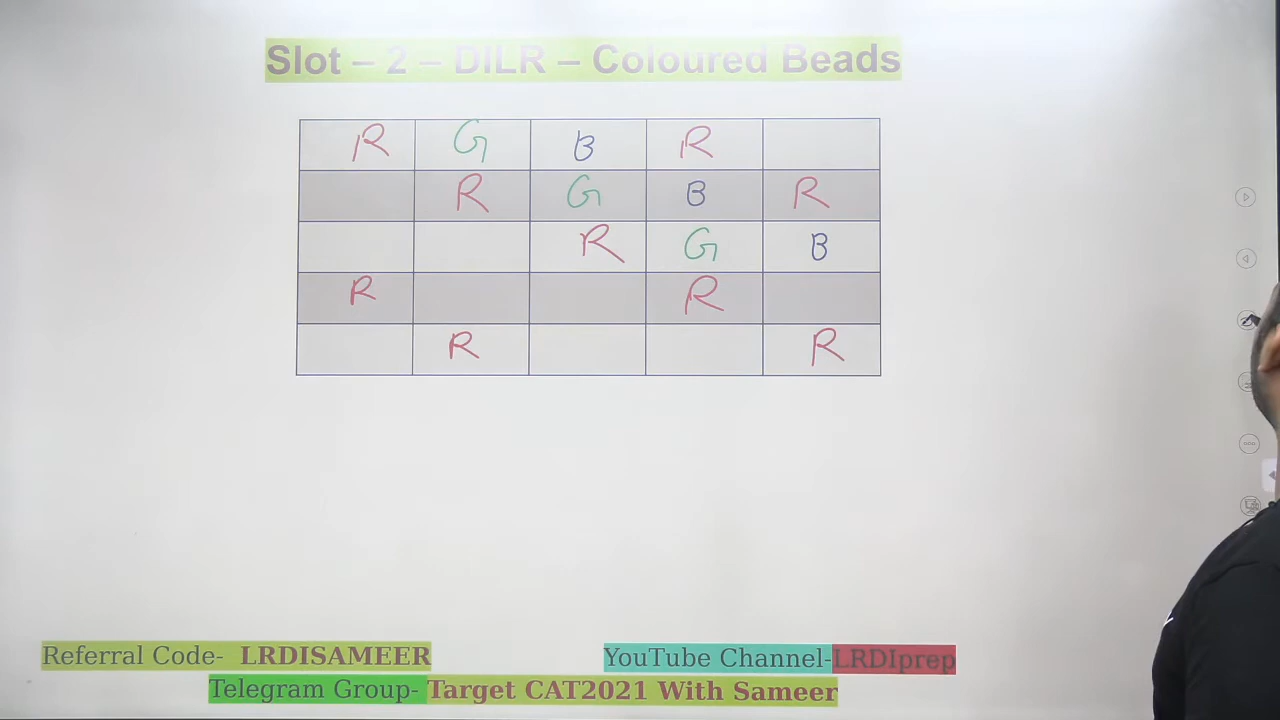 Slot – 2 – DILR – Coloured Beads
R G B R
R G B R
R G B
R R
R R
Referral Code- LRDISAMEER
YouTube Channel-LRDIprep
Telegram Group- Target CAT2021 With Sameer